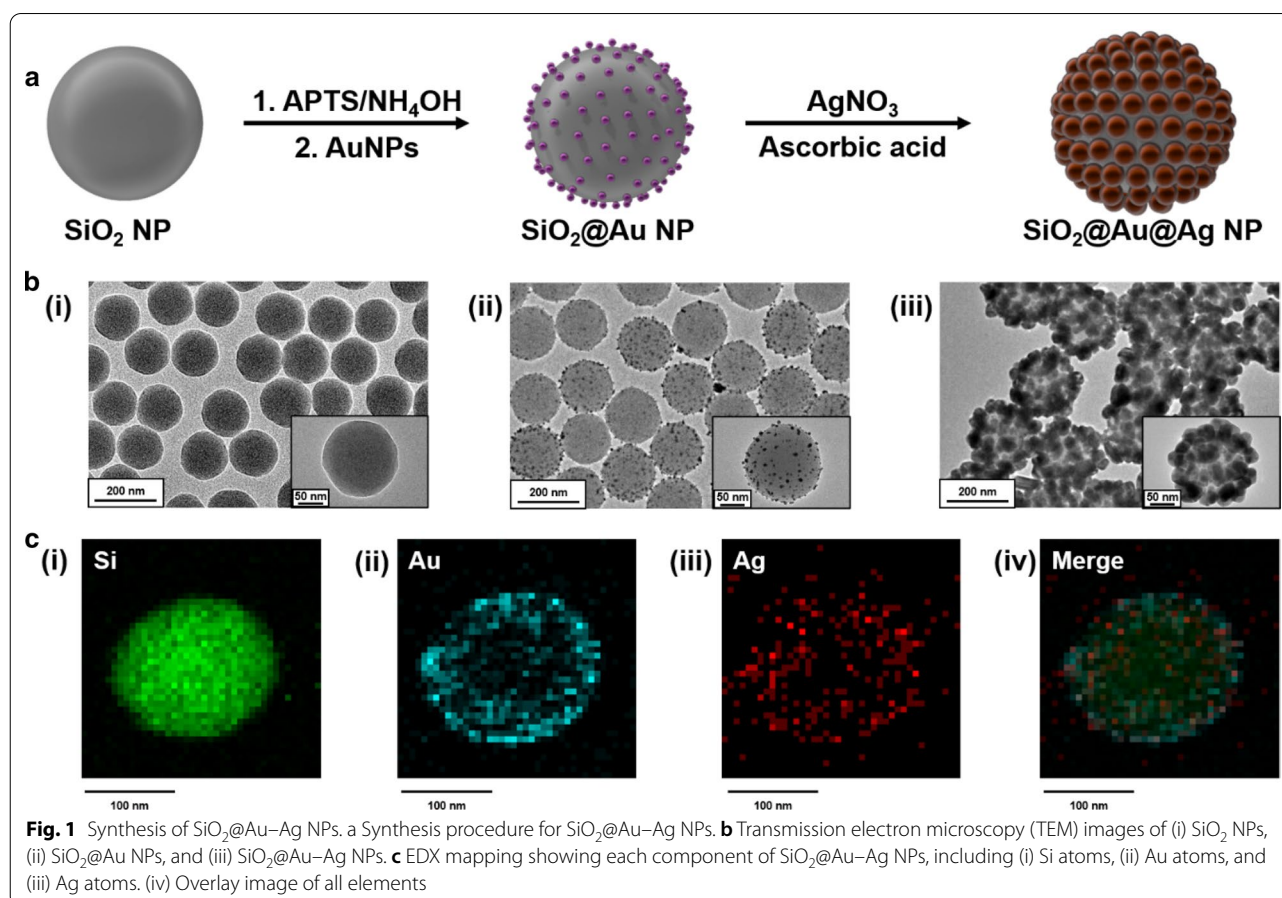 a
1. APTS/NH₄OH
2. AuNPs
AgNO₃
Ascorbic acid
SiO₂ NP
SiO₂@Au NP
SiO₂@Au@Ag NP
b
(i)
200 nm
50 nm
(ii)
200 nm
50 nm
(iii)
200 nm
50 nm
c
(i)
Si
100 nm
(ii)
Au
100 nm
(iii)
Ag
100 nm
(iv)
Merge
100 nm
Fig. 1 Synthesis of SiO₂@Au–Ag NPs. a Synthesis procedure for SiO₂@Au–Ag NPs. b Transmission electron microscopy (TEM) images of (i) SiO₂ NPs,
(ii) SiO₂@Au NPs, and (iii) SiO₂@Au–Ag NPs. c EDX mapping showing each component of SiO₂@Au–Ag NPs, including (i) Si atoms, (ii) Au atoms, and
(iii) Ag atoms. (iv) Overlay image of all elements